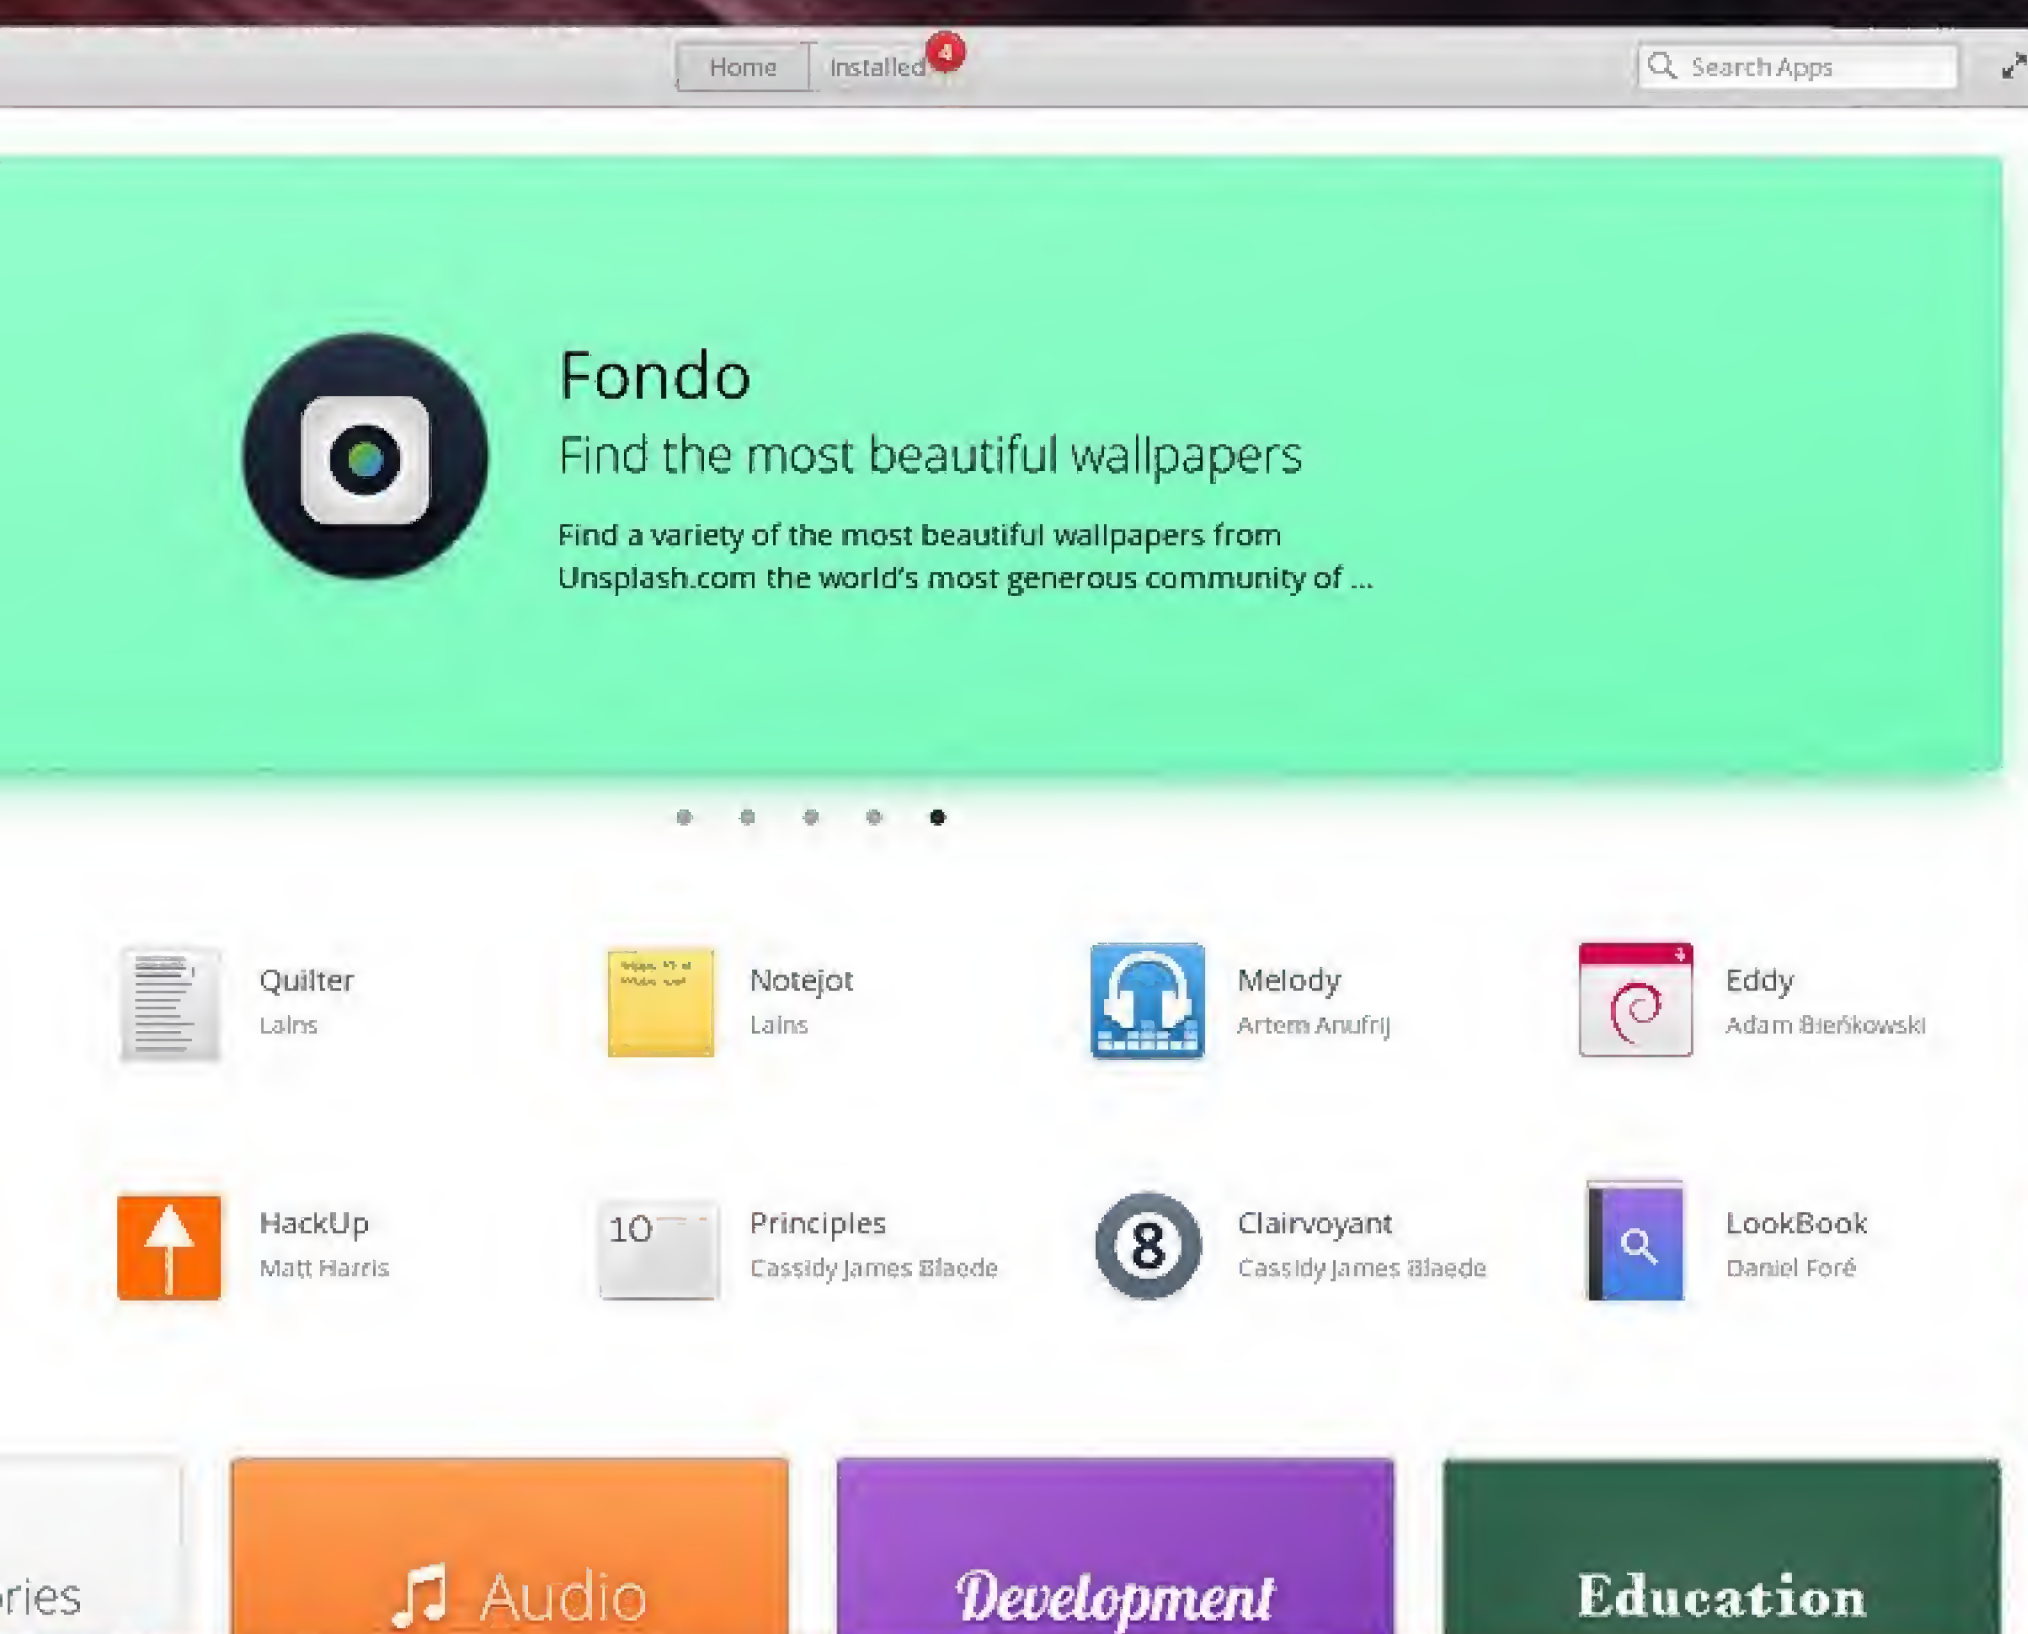 Home Installed 4 Search Apps
Fondo
Find the most beautiful wallpapers
Find a variety of the most beautiful wallpapers from
Unsplash.com the world's most generous community of ...
Quilter
Lains
Notejot
Lains
Melody
Artem Anufrij
Eddy
Adam Bieńkowski
HackUp
Matt Harris
10
Principles
Cassidy James Blaede
8
Clairvoyant
Cassidy James Blaede
LookBook
Daniel Foré
ries
Audio
Development
Education